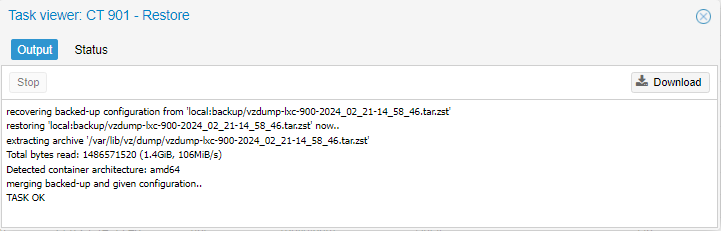 Task viewer: CT 901 - Restore
Output Status
Stop Download
recovering backed-up configuration from 'local:backup/vzdump-lxc-900-2024_02_21-14_58_46.tar.zst'
restoring 'local:backup/vzdump-lxc-900-2024_02_21-14_58_46.tar.zst' now..
extracting archive '/var/lib/vz/dump/vzdump-lxc-900-2024_02_21-14_58_46.tar.zst'
Total bytes read: 1486571520 (1.4GiB, 106MiB/s)
Detected container architecture: amd64
merging backed-up and given configuration..
TASK OK